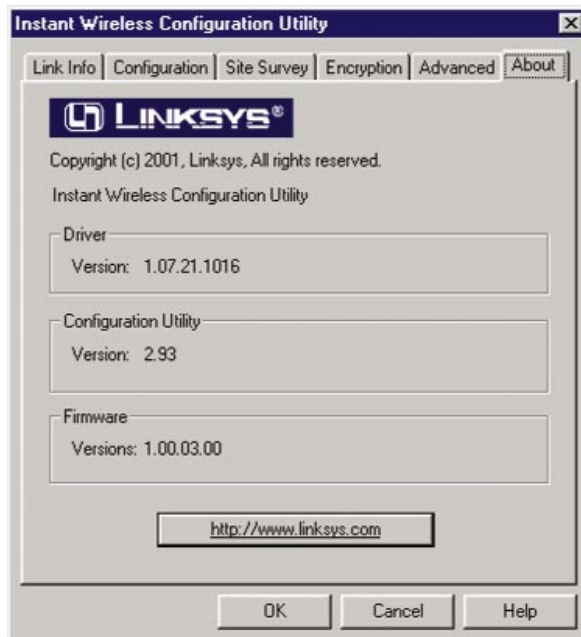 Instant Wireless Configuration Utility
Link Info Configuration Site Survey Encryption Advanced About
LINKSYS®
Copyright (c) 2001, Linksys, All rights reserved.
Instant Wireless Configuration Utility
Driver
Version: 1.07.21.1016
Configuration Utility
Version: 2.93
Firmware
Versions: 1.00.03.00
http://www.linksys.com
OK Cancel Help